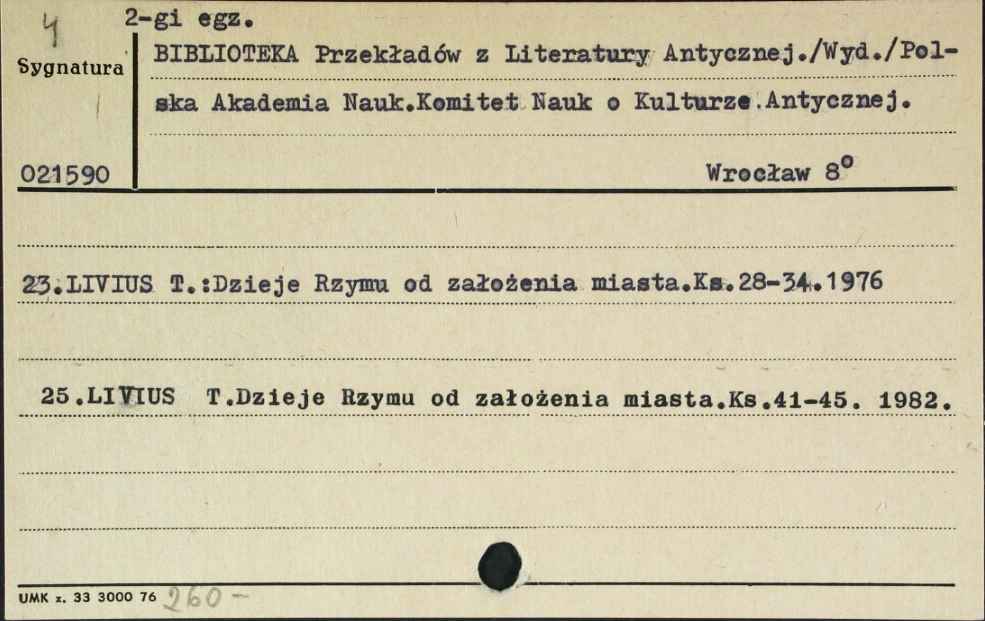 4 2-gi egz.
Sygnatura BIBLIOTEKA Przekładów z Literatury Antycznej./Wyd./Pol-
ska Akademia Nauk.Komitet Nauk o Kulturze.Antycznej.
021590 Wrocław 8°
23.LIVIUS T.:Dzieje Rzymu od założenia miasta.Ks.28-34.1976
25.LIVIUS T.Dzieje Rzymu od założenia miasta.Ks.41-45. 1982.
UMK z. 33 3000 76 260-